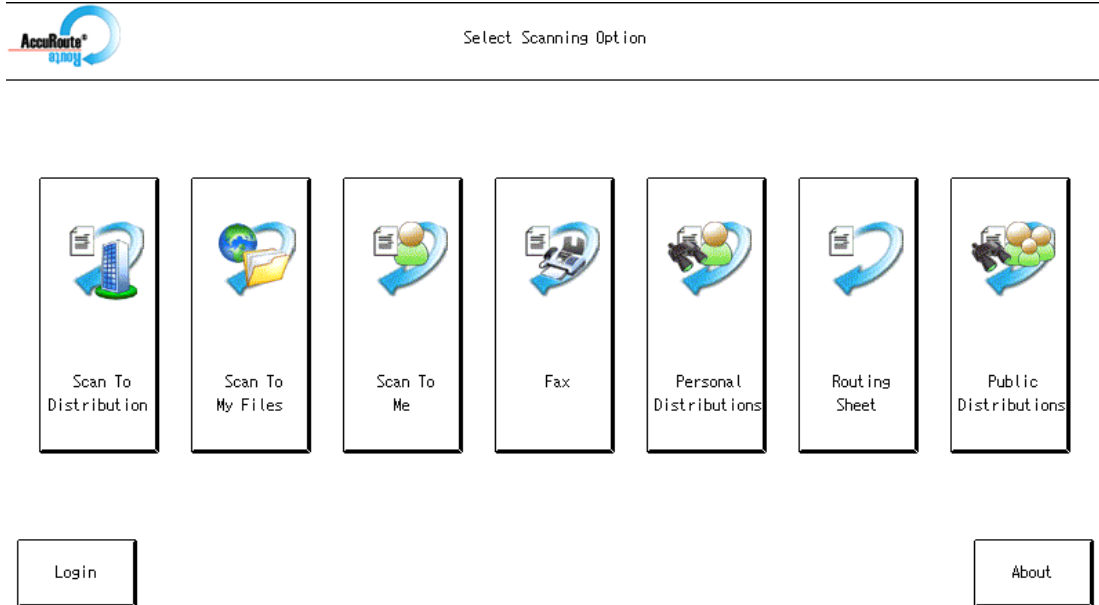 AccuRoute®
Route
Select Scanning Option
Scan To
Distribution
Scan To
My Files
Scan To
Me
Fax
Personal
Distributions
Routing
Sheet
Public
Distributions
Login
About